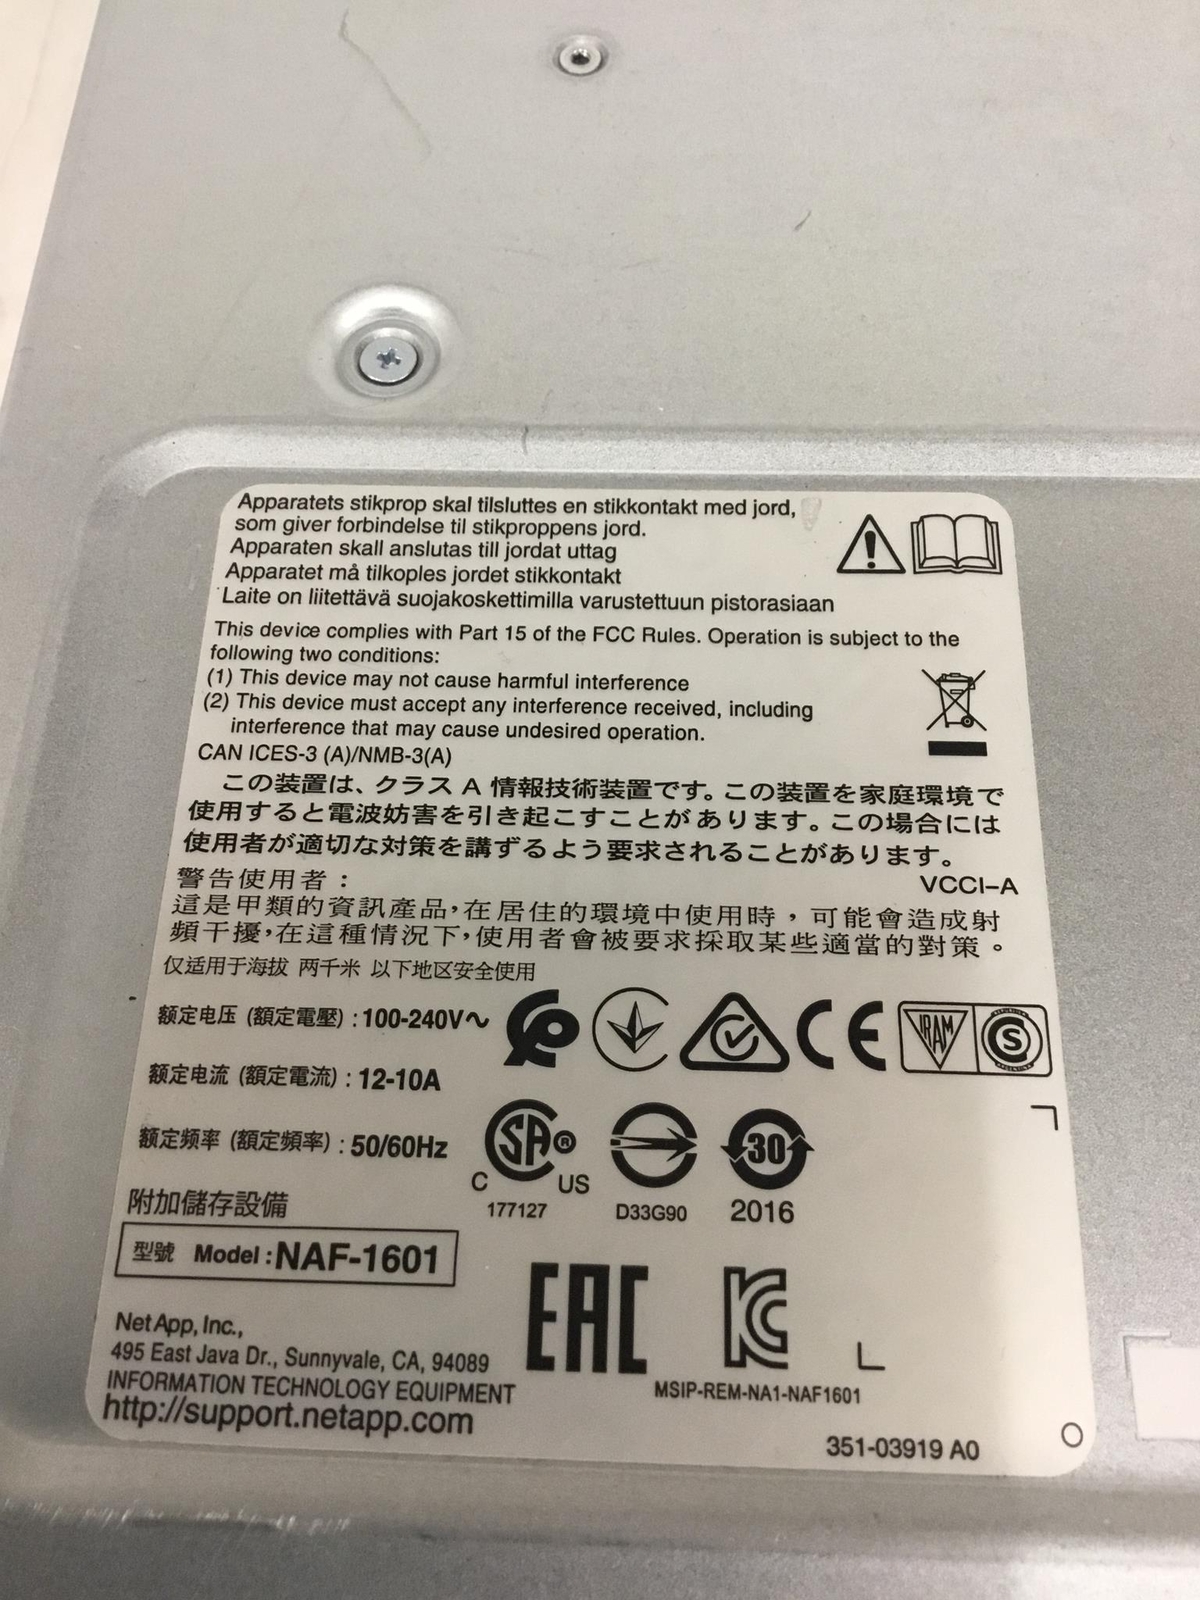 Apparatets stikprop skal tilsluttes en stikkontakt med jord,
som giver forbindelse til stikproppens jord.
Apparaten skall anslutas till jordat uttag
Apparatet må tilkoples jordet stikkontakt
Laite on liitettävä suojakoskettimilla varustettuun pistorasiaan
This device complies with Part 15 of the FCC Rules. Operation is subject to the
following two conditions:
(1) This device may not cause harmful interference
(2) This device must accept any interference received, including
interference that may cause undesired operation.
CAN ICES-3 (A)/NMB-3(A)
この装置は、クラス A 情報技術装置です。この装置を家庭環境で
使用すると電波妨害を引き起こすことがあります。この場合には
使用者が適切な対策を講ずるよう要求されることがあります。
VCCI-A
警告使用者：
這是甲類的資訊產品，在居住的環境中使用時，可能會造成射
頻干擾，在這種情況下，使用者會被要求採取某些適當的對策。
仅适用于海拔 两千米 以下地区安全使用
额定电压 (額定電壓) : 100-240V~
额定电流 (額定電流) : 12-10A
额定频率 (額定頻率) : 50/60Hz
CE
IRAM
S
SA®
C US
177127
D33G90
30
2016
附加儲存設備
型號 Model : NAF-1601
EAC
KC
MSIP-REM-NA1-NAF1601
NetApp, Inc.,
495 East Java Dr., Sunnyvale, CA, 94089
INFORMATION TECHNOLOGY EQUIPMENT
http://support.netapp.com
351-03919 A0